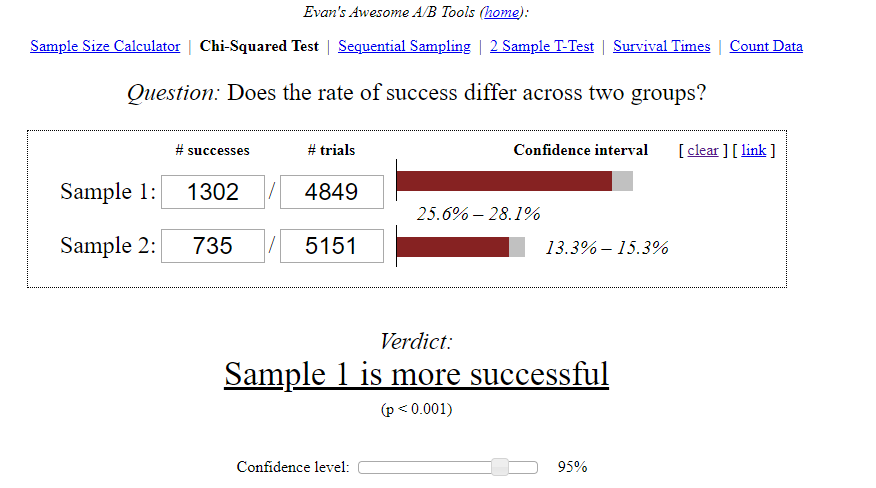 Evan's Awesome A/B Tools (home):
Sample Size Calculator | Chi-Squared Test | Sequential Sampling | 2 Sample T-Test | Survival Times | Count Data
Question: Does the rate of success differ across two groups?
# successes # trials Confidence interval [ clear ] [ link ]
Sample 1: 1302 / 4849
25.6% – 28.1%
Sample 2: 735 / 5151 13.3% – 15.3%
Verdict:
Sample 1 is more successful
(p < 0.001)
Confidence level: 95%